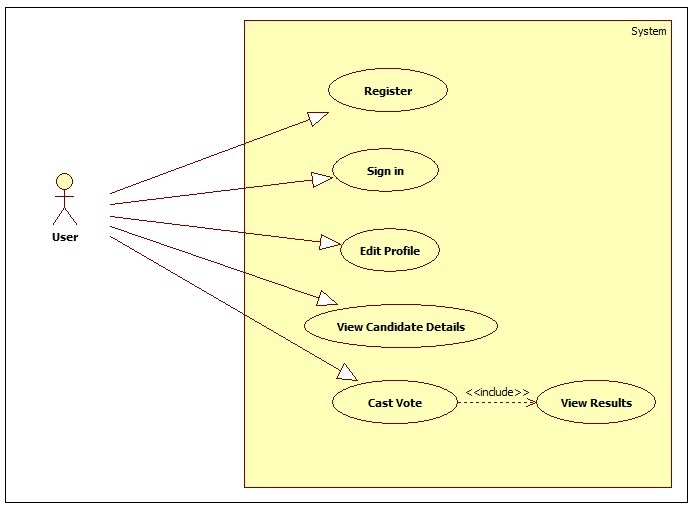 System
Register
Sign in
Edit Profile
User
View Candidate Details
<<include>>
Cast Vote
View Results